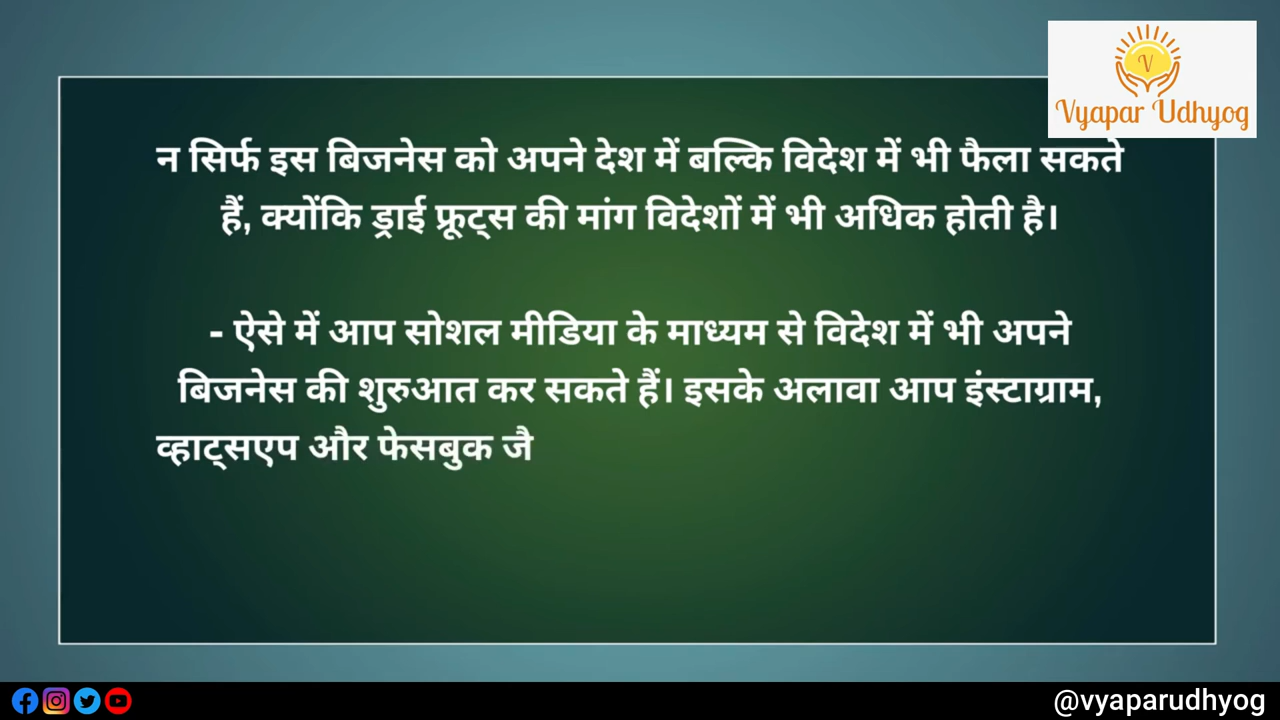 V
Vyapar Udhyog
न सिर्फ इस बिजनेस को अपने देश में बल्कि विदेश में भी फैला सकते
हैं, क्योंकि ड्राई फ्रूट्स की मांग विदेशों में भी अधिक होती है।
- ऐसे में आप सोशल मीडिया के माध्यम से विदेश में भी अपने
बिजनेस की शुरुआत कर सकते हैं। इसके अलावा आप इंस्टाग्राम,
व्हाट्सएप और फेसबुक जै
@vyaparudhyog